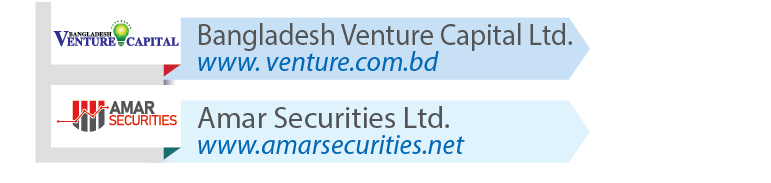 BANGLADESH
VENTURE CAPITAL
Bangladesh Venture Capital Ltd.
www. venture.com.bd
AMAR
SECURITIES
Amar Securities Ltd.
www.amarsecurities.net